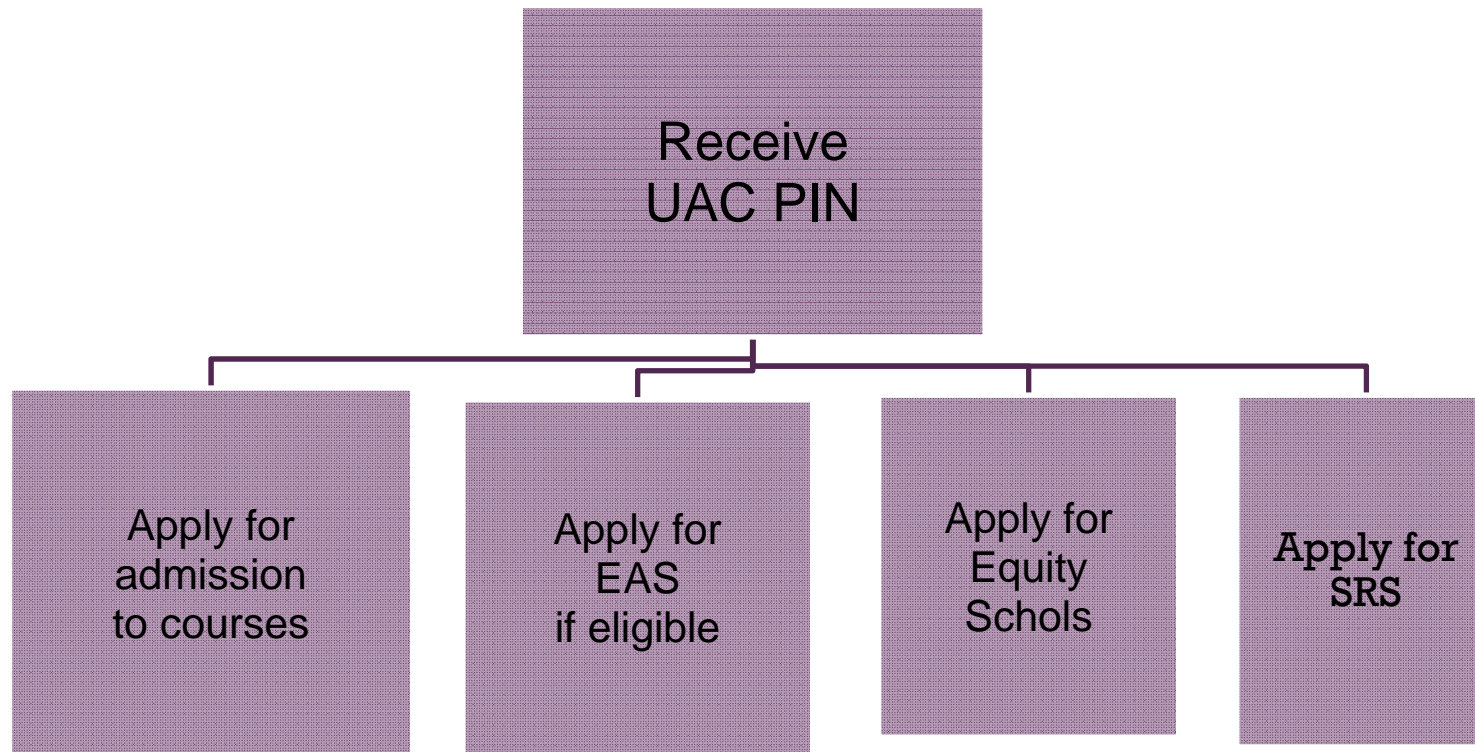 Receive
UAC PIN
Apply for
admission
to courses
Apply for
EAS
if eligible
Apply for
Equity
Schols
Apply for
SRS